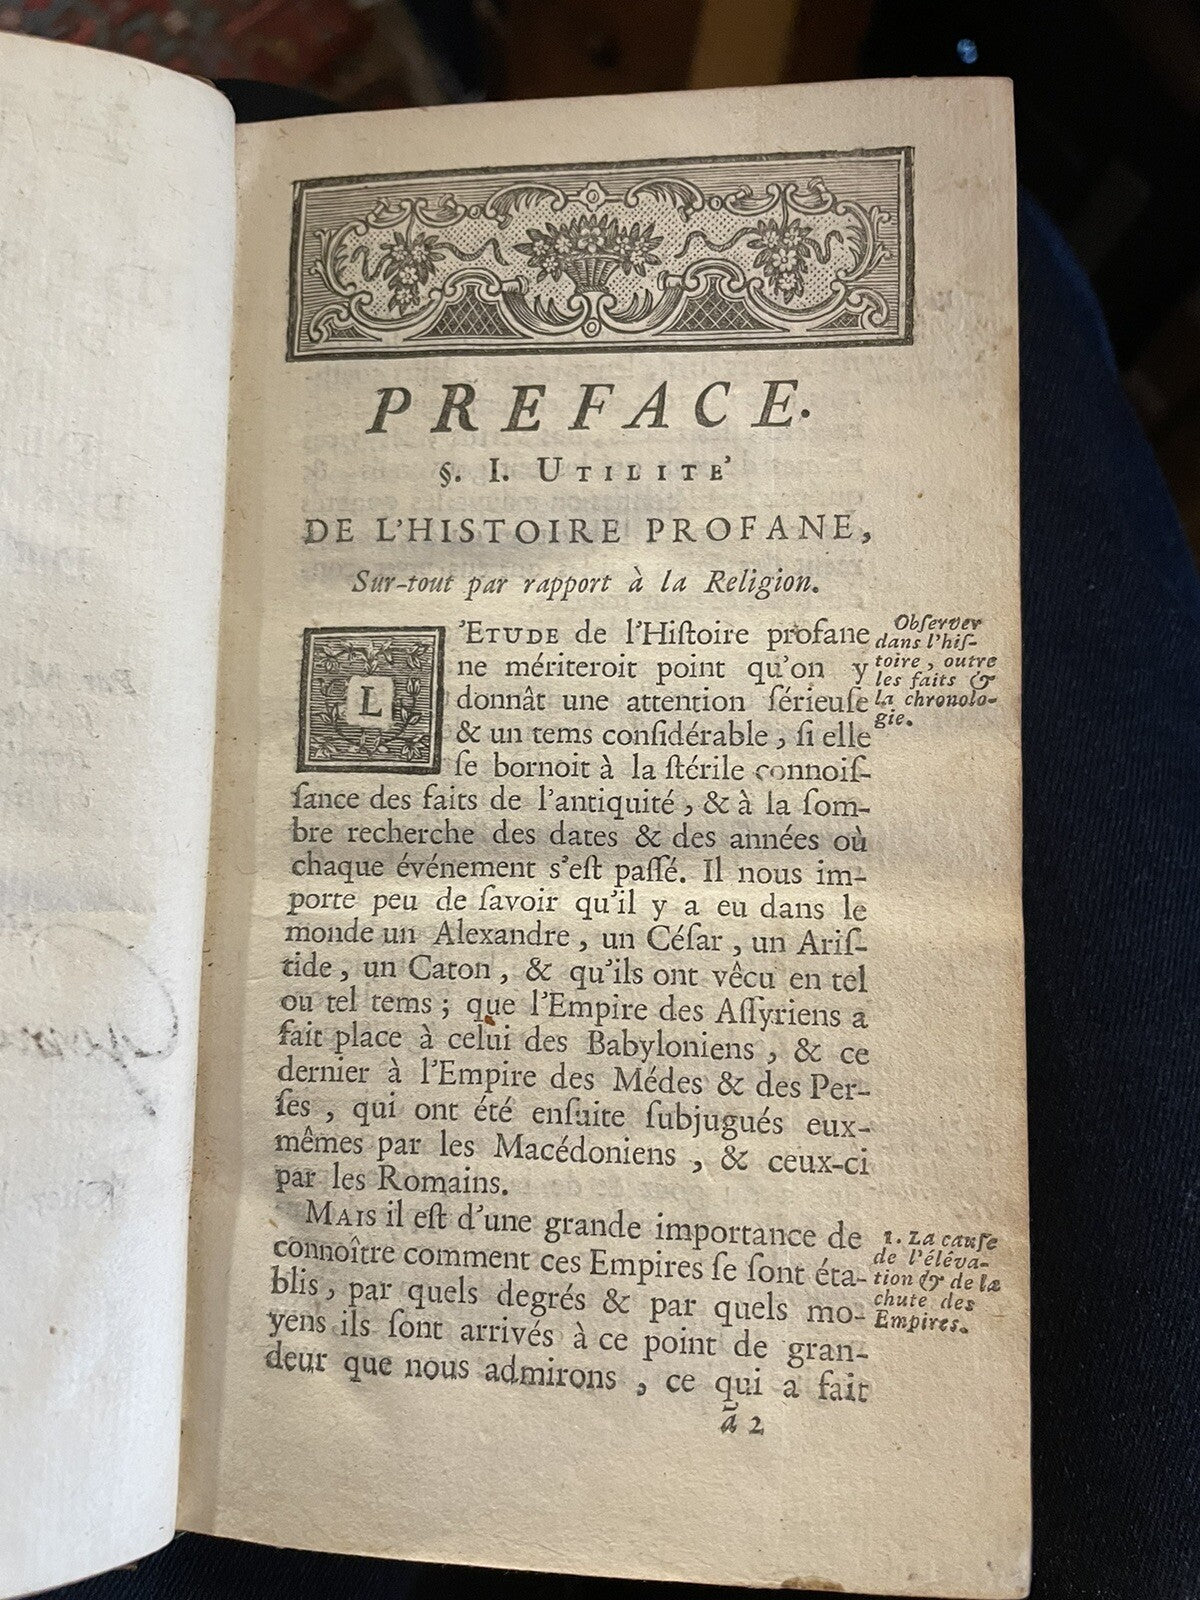 PREFACE.
§. I. UTILITE'
DE L'HISTOIRE PROFANE,
Sur-tout par rapport à la Religion.
L'ETUDE de l'Hiſtoire profane
ne mériteroit point qu'on y
donnât une attention ſérieuſe
& un tems conſidérable, ſi elle
ſe bornoit à la ſtérile connoiſ-
ſance des faits de l'antiquité, & à la ſom-
bre recherche des dates & des années où
chaque événement s'eſt paſſé. Il nous im-
porte peu de ſavoir qu'il y a eu dans le
monde un Alexandre, un Céſar, un Ariſ-
tide, un Caton, & qu'ils ont vêcu en tel
ou tel tems; que l'Empire des Aſſyriens a
fait place à celui des Babyloniens, & ce
dernier à l'Empire des Médes & des Per-
ſes, qui ont été enſuite ſubjugués eux-
mêmes par les Macédoniens, & ceux-ci
par les Romains.
MAIS il eſt d'une grande importance de
connoître comment ces Empires ſe ſont éta-
blis, par quels degrés & par quels mo-
yens ils ſont arrivés à ce point de gran-
deur que nous admirons, ce qui a fait
ã 2
Obſerver
dans l'hiſ-
toire, outre
les faits &
la chronolo-
gie.
1. La cauſe
de l'élêva-
tion & de la
chute des
Empires.
Par M.